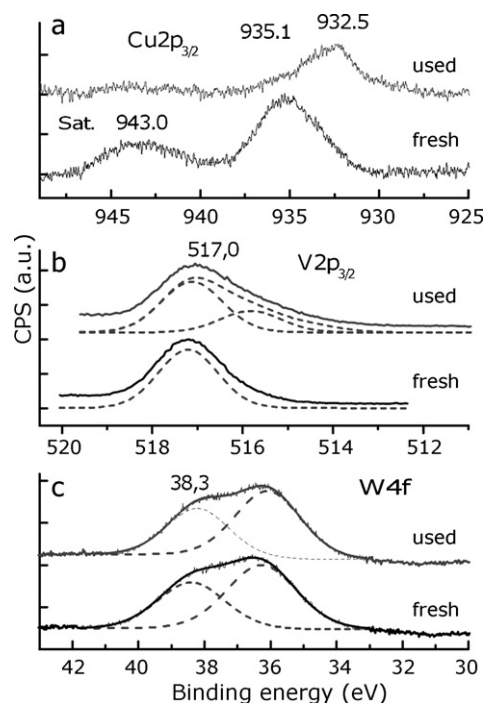 a
Cu2p3/2
935.1
932.5
used
Sat.
943.0
fresh
945
940
935
930
925
CPS (a.u.)
b
517,0
V2p3/2
used
fresh
520
518
516
514
512
c
38,3
W4f
used
fresh
42
40
38
36
34
32
30
Binding energy (eV)